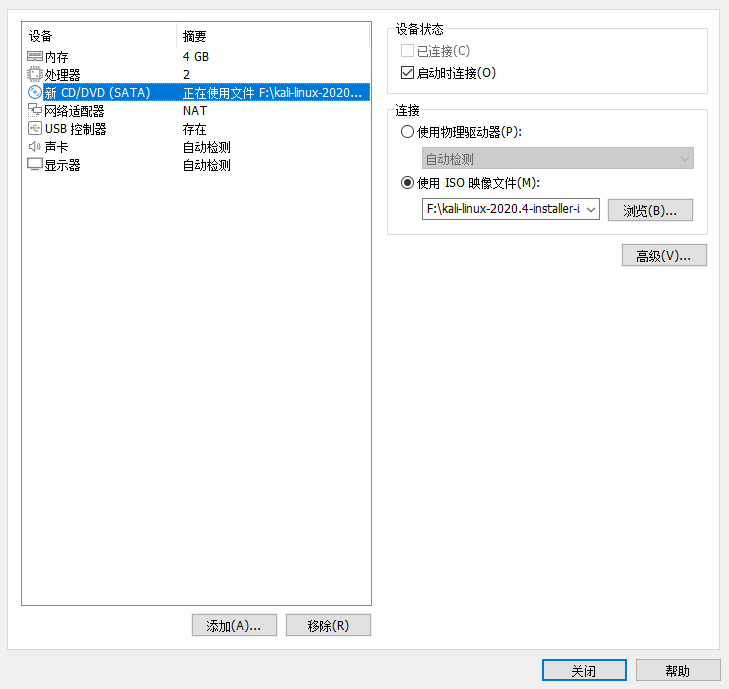 设备 摘要
内存 4 GB
处理器 2
新 CD/DVD (SATA) 正在使用文件 F:\kali-linux-2020...
网络适配器 NAT
USB 控制器 存在
声卡 自动检测
显示器 自动检测
添加(A)... 移除(R)
设备状态
已连接(C)
启动时连接(O)
连接
使用物理驱动器(P):
自动检测
使用 ISO 映像文件(M):
F:\kali-linux-2020.4-installer-i 浏览(B)...
高级(V)...
关闭 帮助